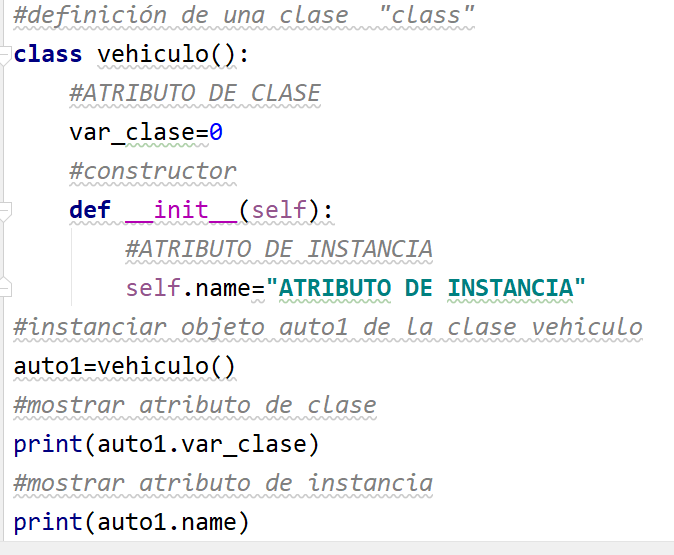 #definición de una clase  "class"
class vehiculo():
    #ATRIBUTO DE CLASE
    var_clase=0
    #constructor
    def __init__(self):
        #ATRIBUTO DE INSTANCIA
        self.name="ATRIBUTO DE INSTANCIA"
#instanciar objeto auto1 de la clase vehiculo
auto1=vehiculo()
#mostrar atributo de clase
print(auto1.var_clase)
#mostrar atributo de instancia
print(auto1.name)